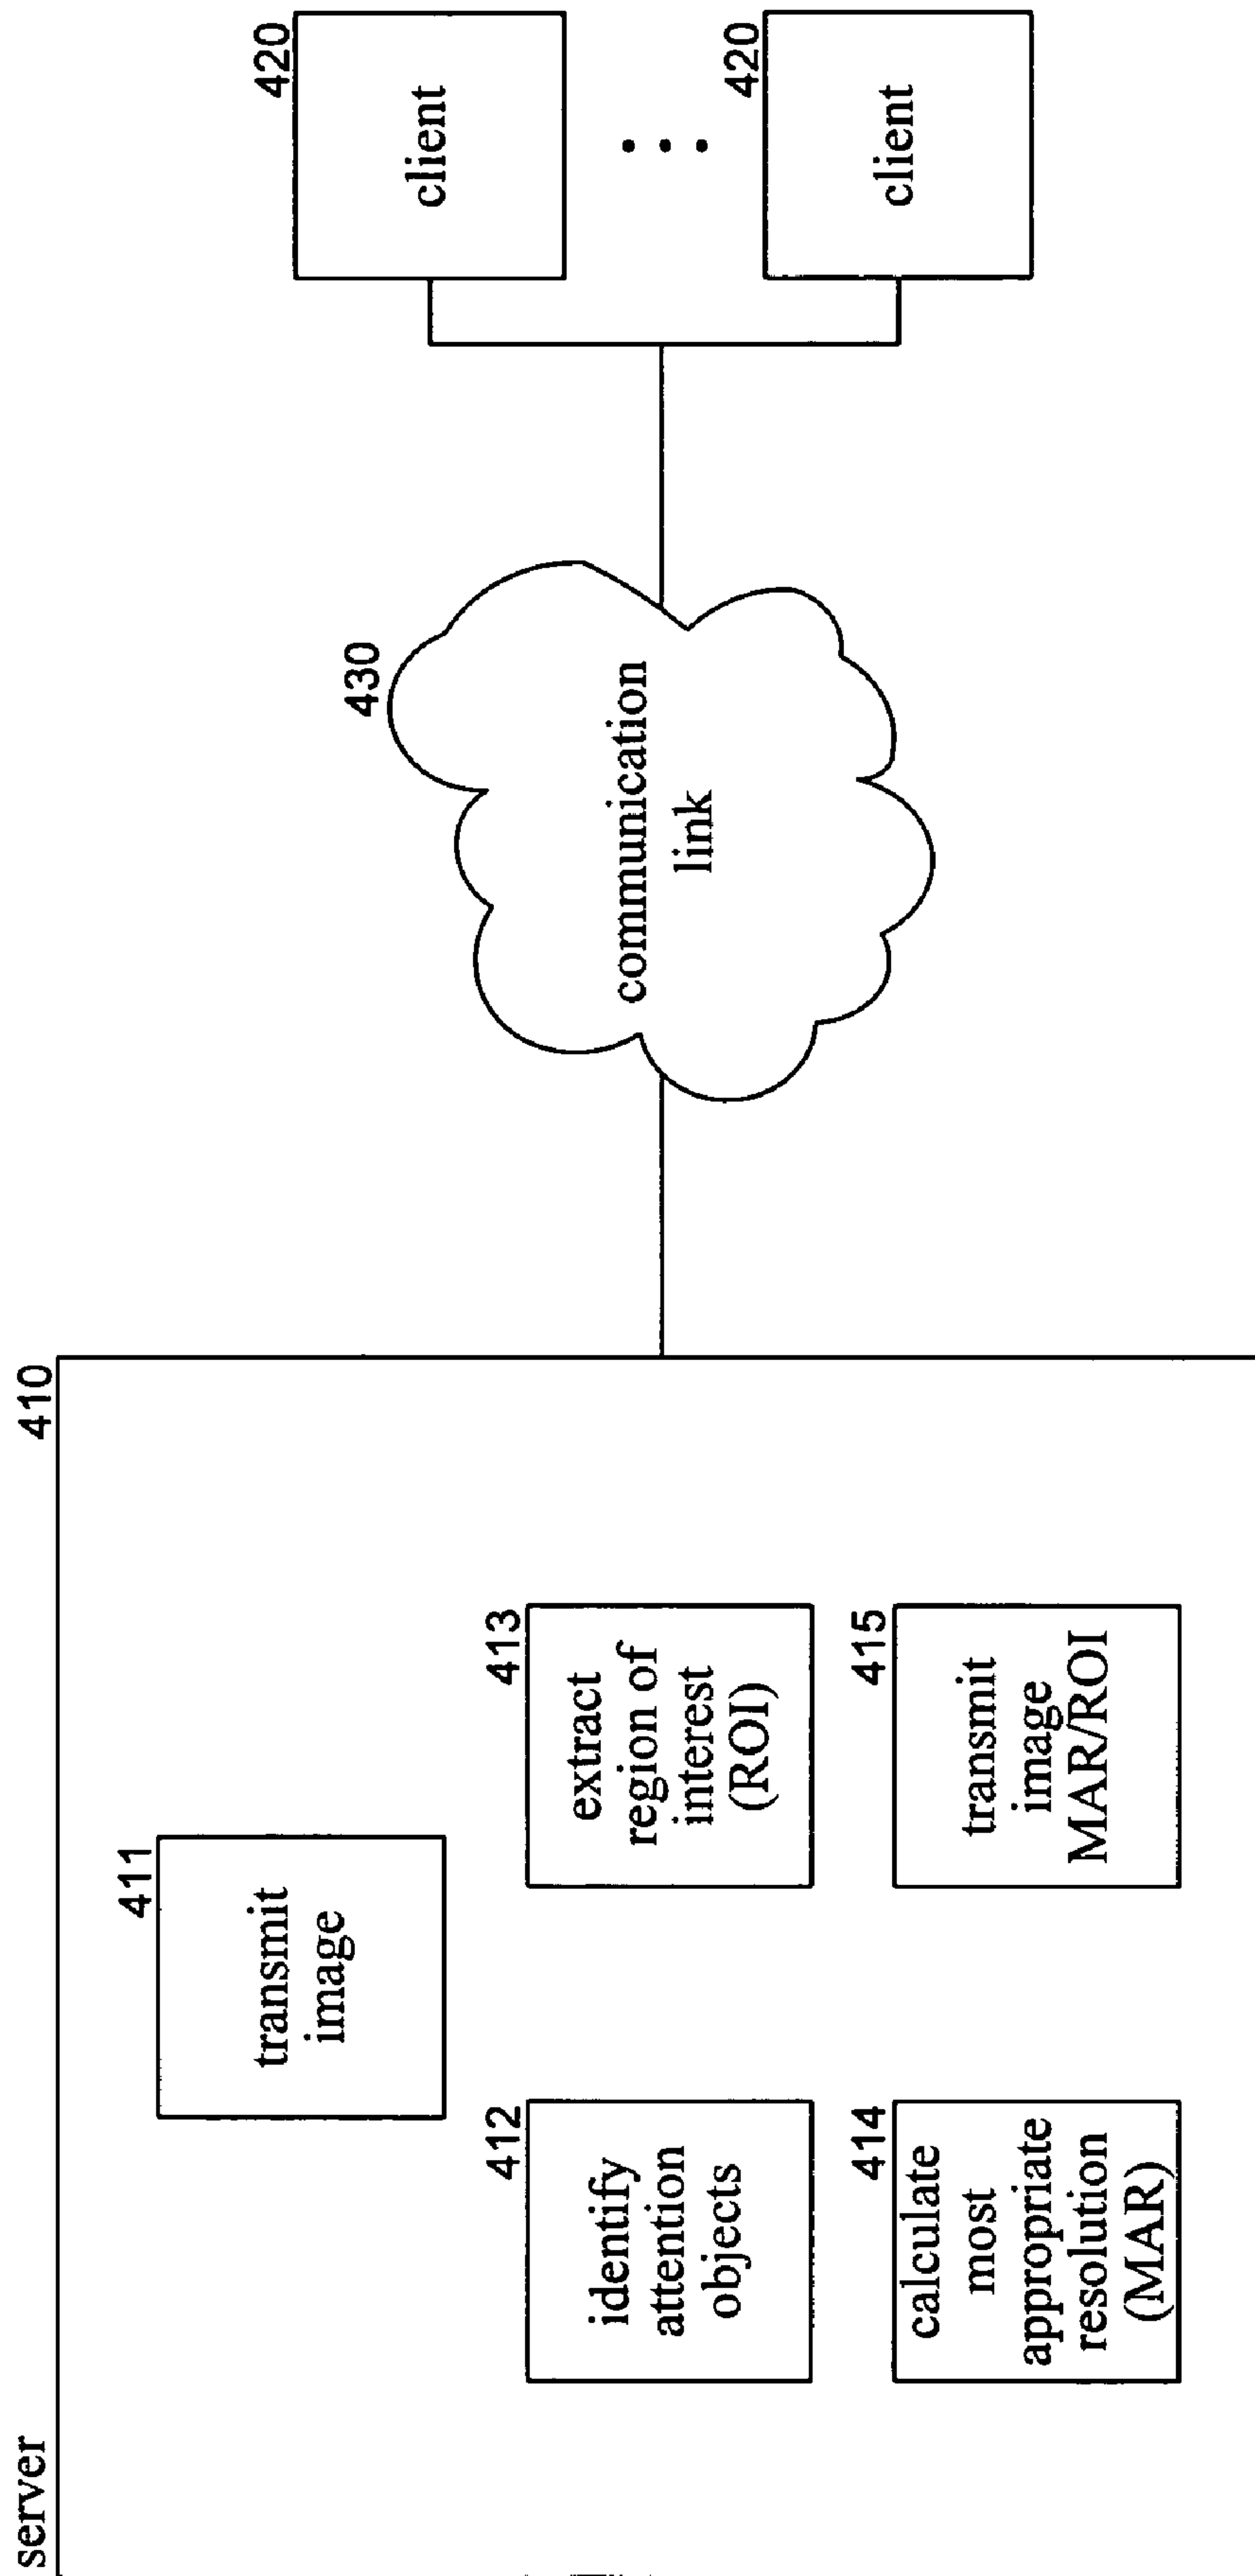 server
410
411
transmit
image
412
identify
attention
objects
413
extract
region of
interest
(ROI)
414
calculate
most
appropriate
resolution
(MAR)
415
transmit
image
MAR/ROI
430
communication
link
420
client
420
client